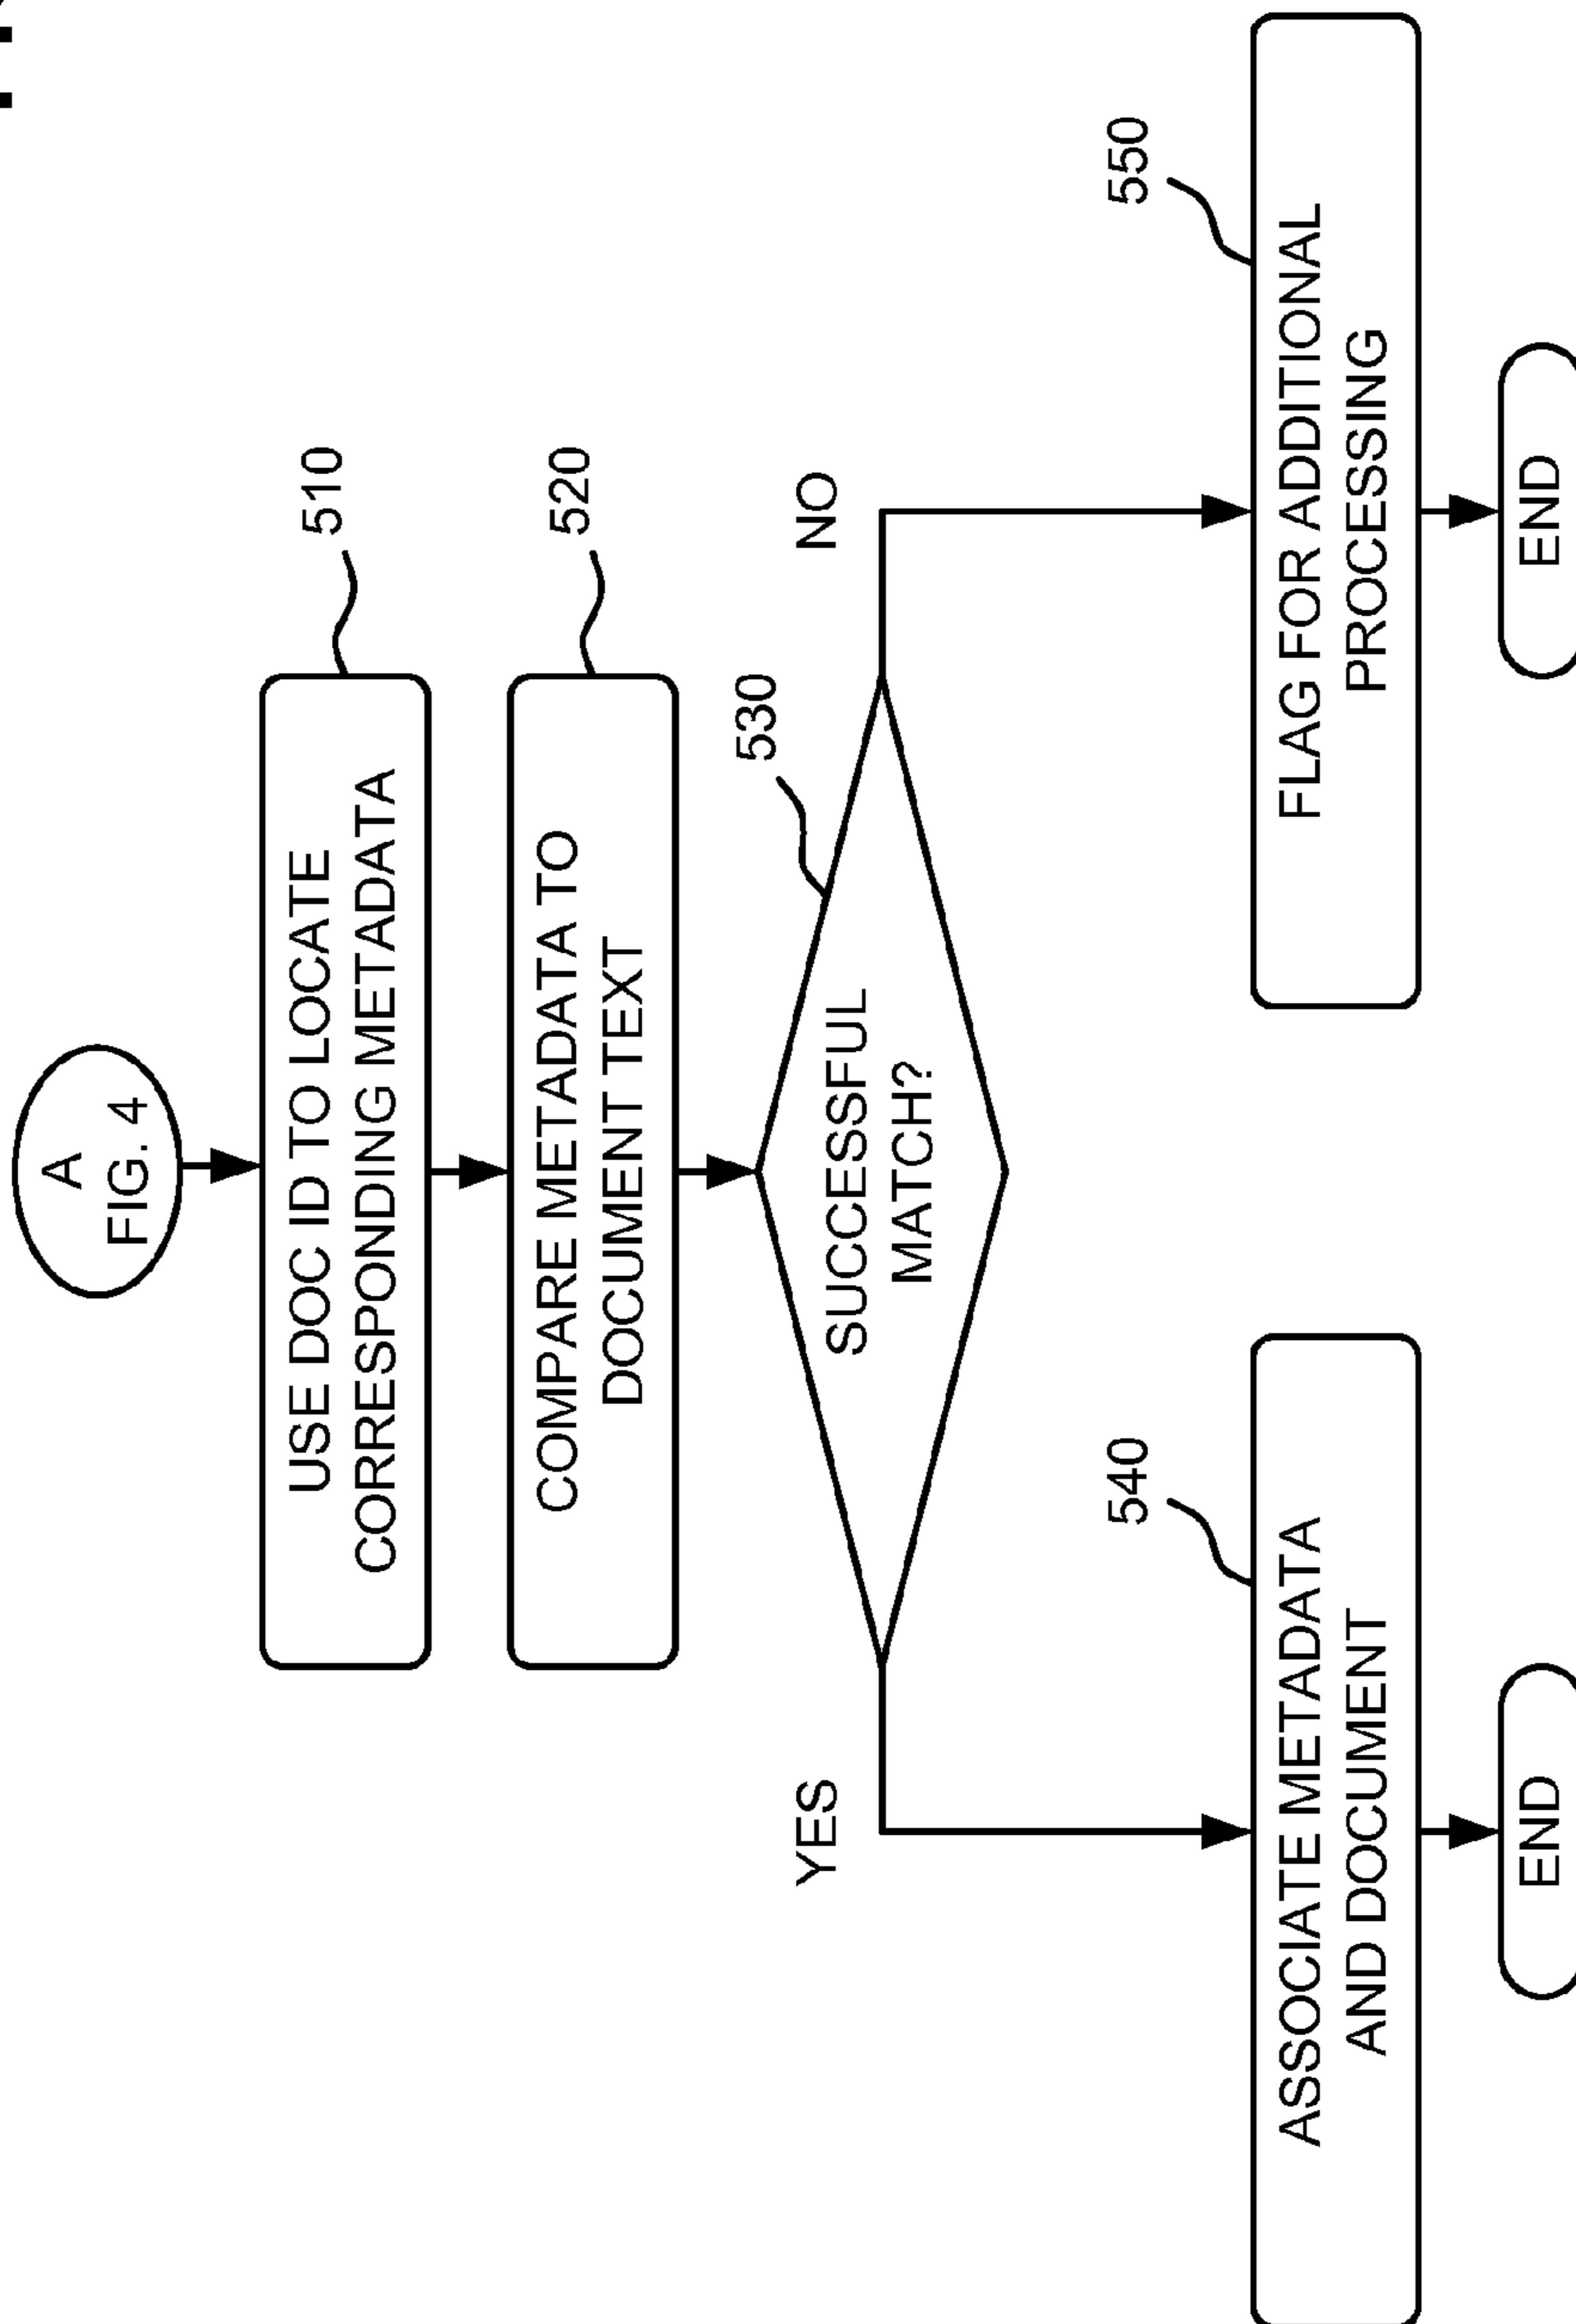 A
FIG. 4
USE DOC ID TO LOCATE
CORRESPONDING METADATA
510
COMPARE METADATA TO
DOCUMENT TEXT
520
530
SUCCESSFUL
MATCH?
YES
NO
540
ASSOCIATE METADATA
AND DOCUMENT
550
FLAG FOR ADDITIONAL
PROCESSING
END
END